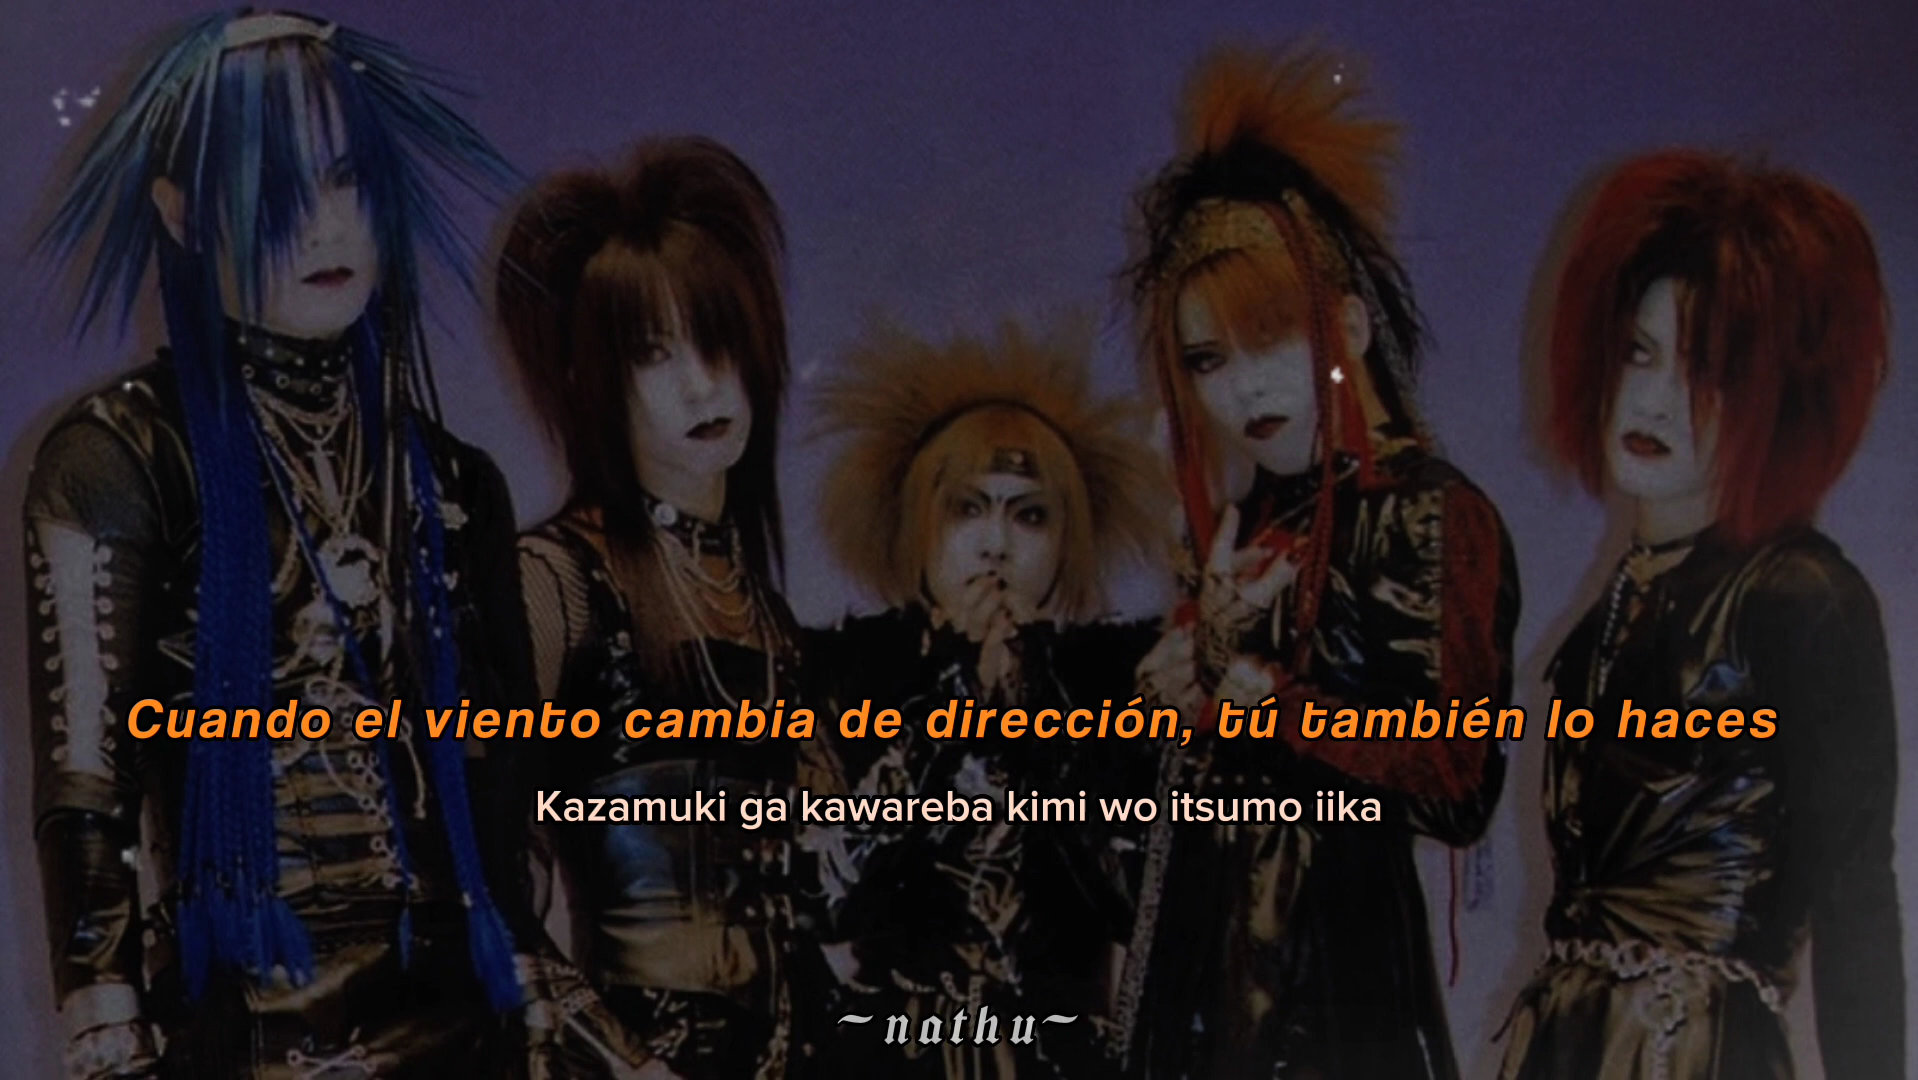 Cuando el viento cambia de dirección, tú también lo haces
Kazamuki ga kawareba kimi wo itsumo iika
~nathu~